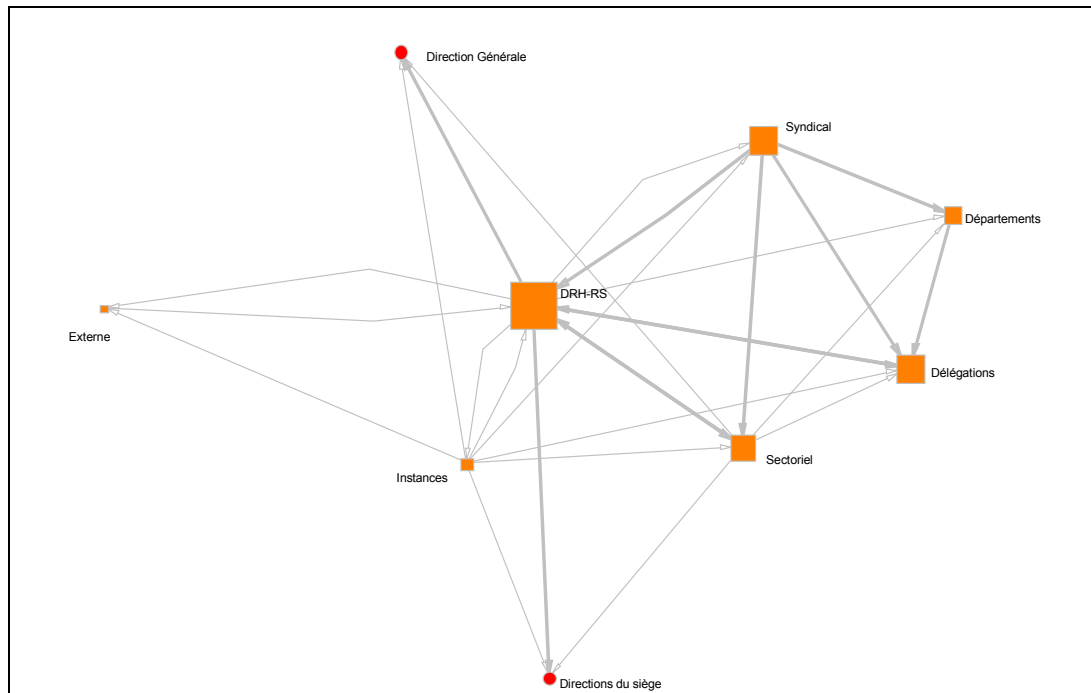 Direction Générale
Syndical
Départements
DRH-RS
Externe
Délégations
Sectoriel
Instances
Directions du siège